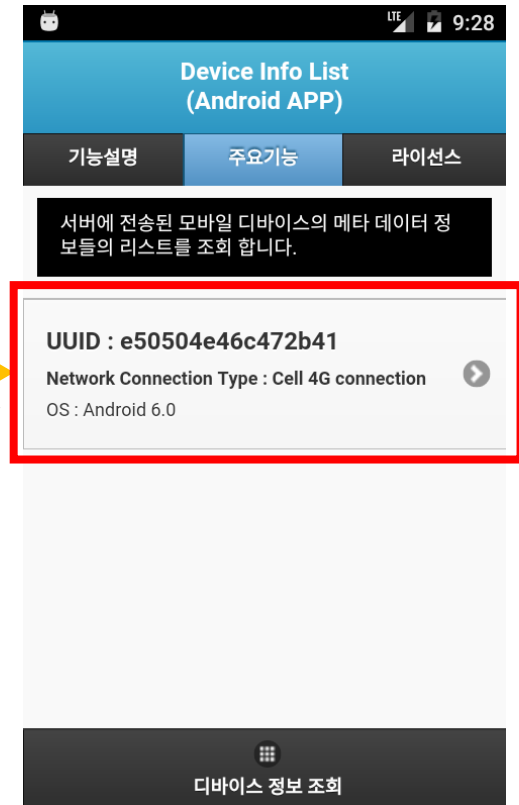 LTE 9:28
Device Info List
(Android APP)
기능설명 주요기능 라이선스
서버에 전송된 모바일 디바이스의 메타 데이터 정
보들의 리스트를 조회 합니다.
UUID : e50504e46c472b41
Network Connection Type : Cell 4G connection
OS : Android 6.0
디바이스 정보 조회